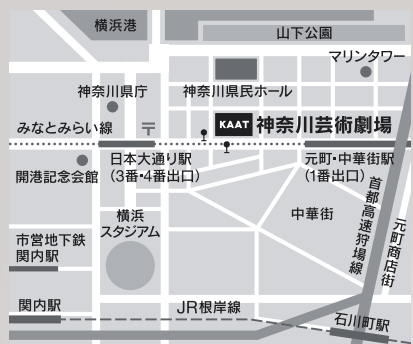 横浜港
山下公園
マリンタワー
神奈川県庁
神奈川県民ホール
みなとみらい線
〒
KAAT 神奈川芸術劇場
日本大通り駅
(3番・4番出口)
元町・中華街駅
(1番出口)
開港記念会館
首都高速狩場線
元町商店街
中華街
横浜
スタジアム
市営地下鉄
関内駅
関内駅
JR根岸線
石川町駅